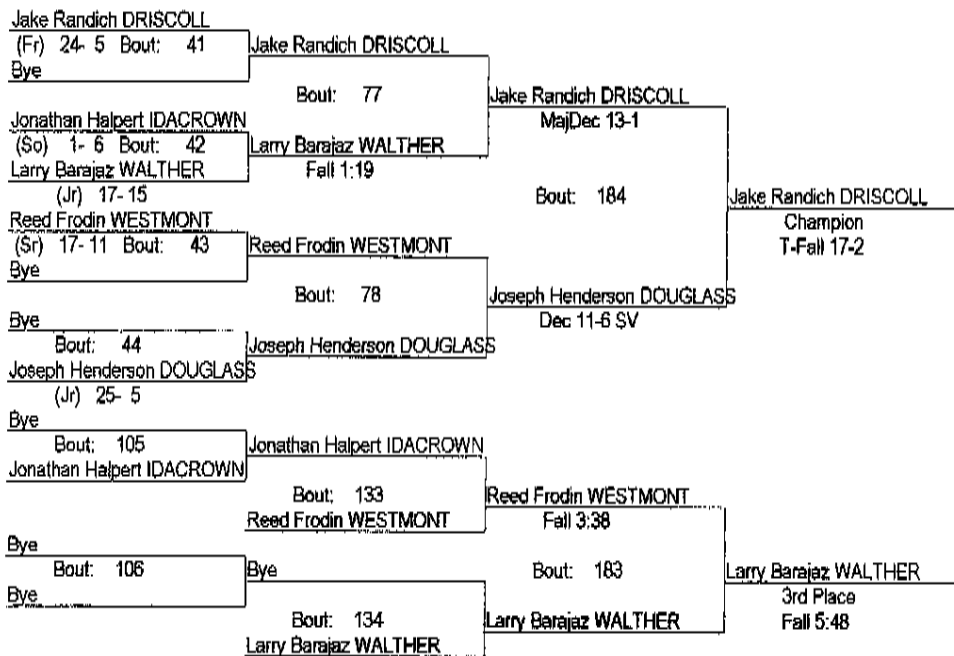 Jake Randich DRISCOLL
(Fr) 24- 5 Bout: 41
Bye
Jake Randich DRISCOLL
Bout: 77
Jonathan Halpert IDACROWN
(So) 1- 6 Bout: 42
Larry Barajaz WALTHER
(Jr) 17- 15
Larry Barajaz WALTHER
Fall 1:19
Jake Randich DRISCOLL
MajDec 13-1
Bout: 184
Reed Frodin WESTMONT
(Sr) 17- 11 Bout: 43
Bye
Reed Frodin WESTMONT
Bout: 78
Bye
Bout: 44
Joseph Henderson DOUGLASS
(Jr) 25- 5
Joseph Henderson DOUGLASS
Joseph Henderson DOUGLASS
Dec 11-6 SV
Jake Randich DRISCOLL
Champion
T-Fall 17-2
Bye
Bout: 105
Jonathan Halpert IDACROWN
Jonathan Halpert IDACROWN
Bout: 133
Reed Frodin WESTMONT
Reed Frodin WESTMONT
Fall 3:38
Bout: 183
Bye
Bout: 106
Bye
Bye
Bout: 134
Larry Barajaz WALTHER
Larry Barajaz WALTHER
Larry Barajaz WALTHER
3rd Place
Fall 5:48